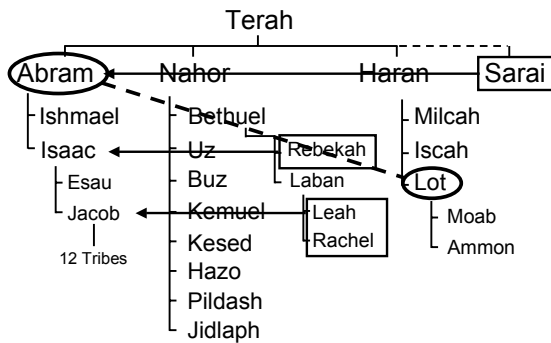 Terah
Abram Nahor Haran Sarai
Ishmael Bethuel Milcah
Isaac Uz Rebekah Iscah
Esau Buz Laban Lot
Jacob Kemuel Leah Moab
12 Tribes Kesed Rachel Ammon
Hazo
Pildash
Jidlaph